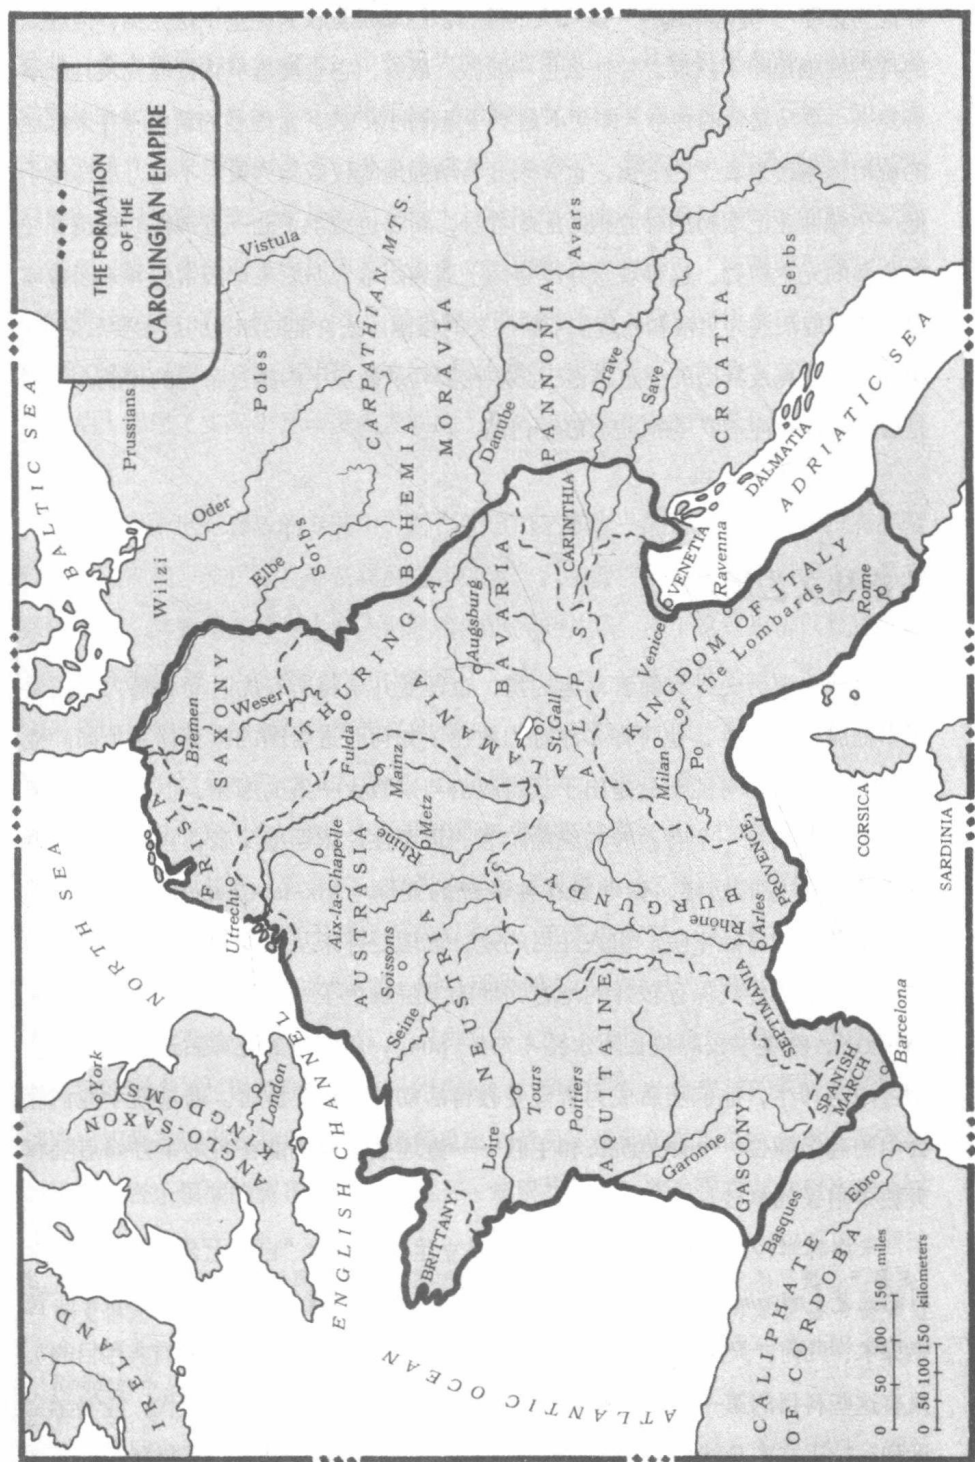 THE FORMATION
OF THE
CAROLINGIAN EMPIRE
IRELAND
ANGLO-SAXON
KINGDOMS
York
London
NORTH SEA
BALTIC SEA
ENGLISH CHANNEL
ATLANTIC OCEAN
Prussians
Vistula
Poles
Wilzi
Oder
Elbe
Sorbs
CARPATHIAN MTS.
BOHEMIA
MORAVIA
Avars
Danube
PANNONIA
Drave
Save
CROATIA
Serbs
DALMATIA
ADRIATIC SEA
FRISIA
Utrecht
Bremen
SAXONY
Weser
THURINGIA
Fulda
Mainz
Aix-la-Chapelle
AUSTRASIA
Rhine
Metz
Soissons
Seine
NEUSTRIA
BRITTANY
Loire
Tours
Poitiers
AQUITAINE
Garonne
GASCONY
SEPTIMANIA
SPANISH
MARCH
Barcelona
Basques
Ebro
CALIPHATE
OF CORDOBA
BURGUNDY
Rhône
Arles
PROVENCE
ALAMANIA
Augsburg
BAVARIA
St. Gall
ALPS
CARINTHIA
Milan
Po
Venice
VENETIA
Ravenna
KINGDOM OF ITALY
of the Lombards
Rome
CORSICA
SARDINIA
0 50 100 150 miles
0 50 100 150 kilometers